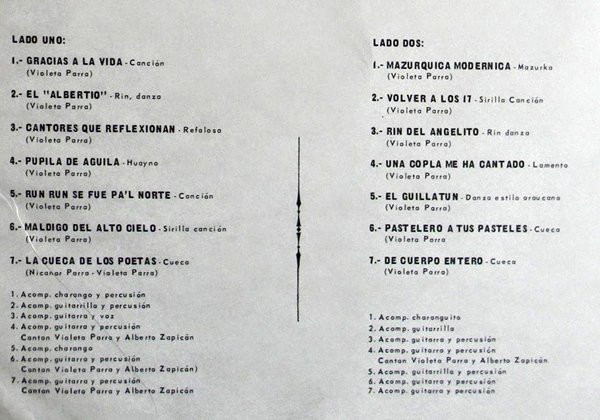 LADO UNO:
1.- GRACIAS A LA VIDA - Canción
(Violeta Parra)
2.- EL "ALBERTIO" - Rin, danza
(Violeta Parra)
3.- CANTORES QUE REFLEXIONAN - Refalosa
(Violeta Parra)
4.- PUPILA DE AGUILA - Huayno
(Violeta Parra)
5.- RUN RUN SE FUE PA'L NORTE - Canción
(Violeta Parra)
6.- MALDIGO DEL ALTO CIELO - Sirilla canción
(Violeta Parra)
7.- LA CUECA DE LOS POETAS - Cueca
(Nicanor Parra - Violeta Parra)
1. Acomp. charango y percusión
2. Acomp. guitarrilla y percusión
3. Acomp. guitarra y voz
4. Acomp. guitarra y percusión
Cantan Violeta Parra y Alberto Zapicán
5. Acomp. charango
6. Acomp. guitarra y percusión
Cantan Violeta Parra y Alberto Zapicán)
7. Acomp. guitarra y percusión
Cantan Violeta Parra y Alberto Zapicán
LADO DOS:
1.- MAZURQUICA MODERNICA - Mazurka
(Violeta Parra)
2.- VOLVER A LOS 17 - Sirilla Canción
(Violeta Parra)
3.- RIN DEL ANGELITO - Rin danza
(Violeta Parra)
4.- UNA COPLA ME HA CANTADO - Lamento
(Violeta Parra)
5.- EL GUILLATUN - Danza estilo araucano
(Violeta Parra)
6.- PASTELERO A TUS PASTELES - Cueca
(Violeta Parra)
7.- DE CUERPO ENTERO - Cueca
(Violeta Parra)
1. Acomp. charanguito
2. Acomp. guitarrilla
3. Acomp. guitarra y percusión
4. Acomp. guitarra y percusión
Cantan Violeta Parra y Alberto Zapicán
5. Acomp. guitarrilla y percusión
6. Acomp. guitarra y percusión
7. Acomp. guitarra y percusión